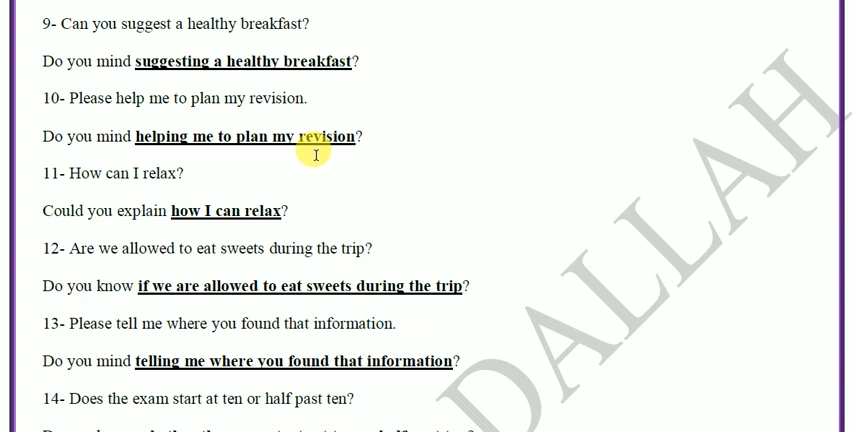 9- Can you suggest a healthy breakfast?
Do you mind suggesting a healthy breakfast?
10- Please help me to plan my revision.
Do you mind helping me to plan my revision?
11- How can I relax?
Could you explain how I can relax?
12- Are we allowed to eat sweets during the trip?
Do you know if we are allowed to eat sweets during the trip?
13- Please tell me where you found that information.
Do you mind telling me where you found that information?
14- Does the exam start at ten or half past ten?
DALLAH